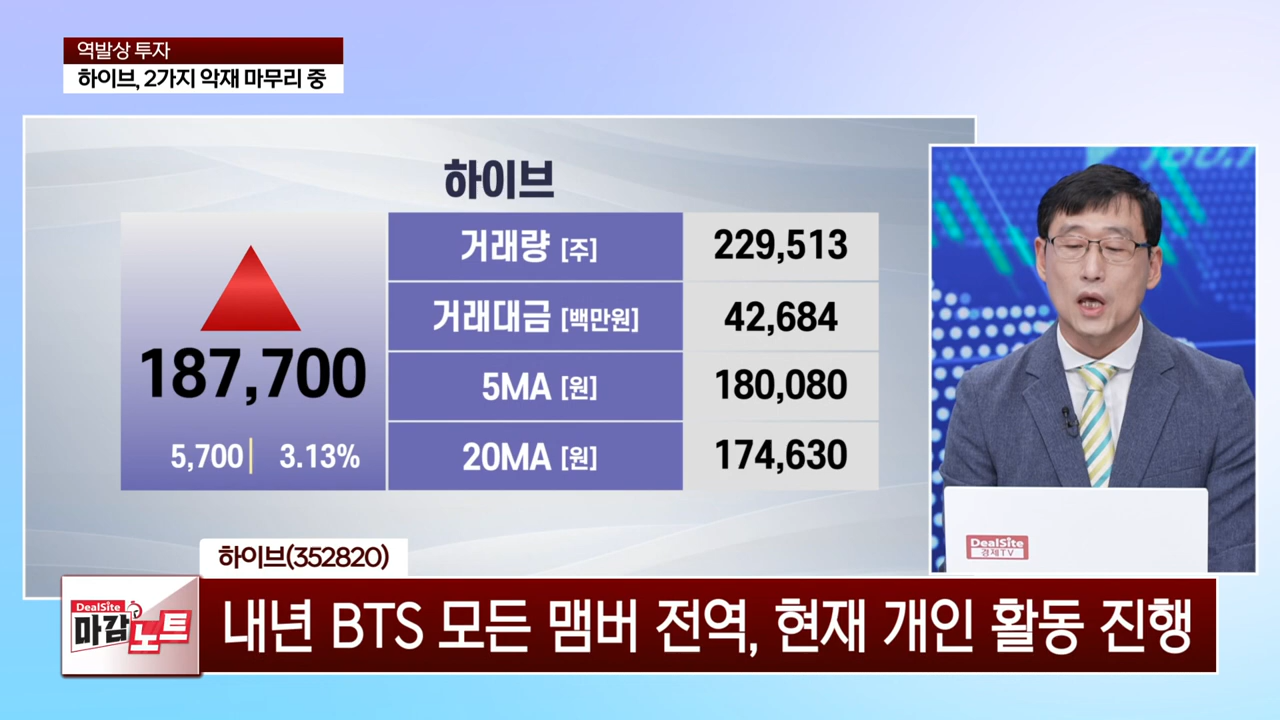 역발상 투자
하이브, 2가지 악재 마무리 중
하이브
187,700
5,700 3.13%
거래량 [주] 229,513
거래대금 [백만원] 42,684
5MA [원] 180,080
20MA [원] 174,630
DealSite
경제TV
하이브(352820)
DealSite
마감노트
내년 BTS 모든 맴버 전역, 현재 개인 활동 진행